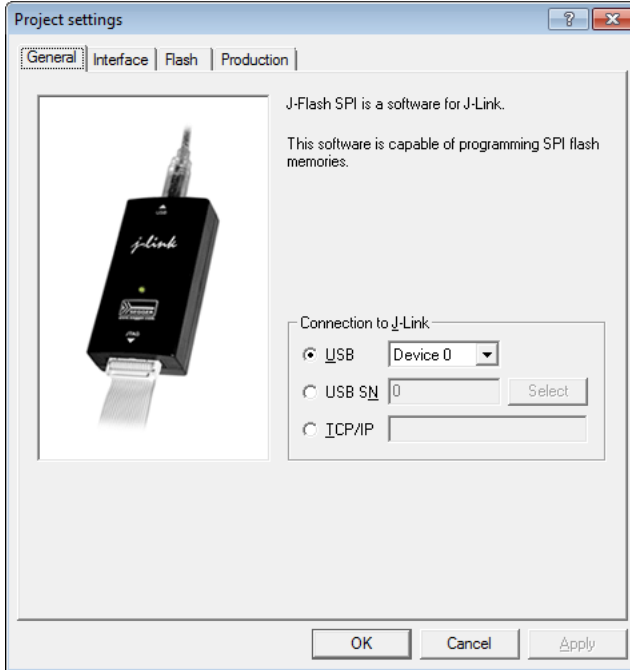 Project settings
General
Interface
Flash
Production
J-Flash SPI is a software for J-Link.
This software is capable of programming SPI flash
memories.
USB
j-link
SEGGER
JTAG
Connection to J-Link
USB Device 0
USB SN 0 Select
TCP/IP
OK Cancel Apply